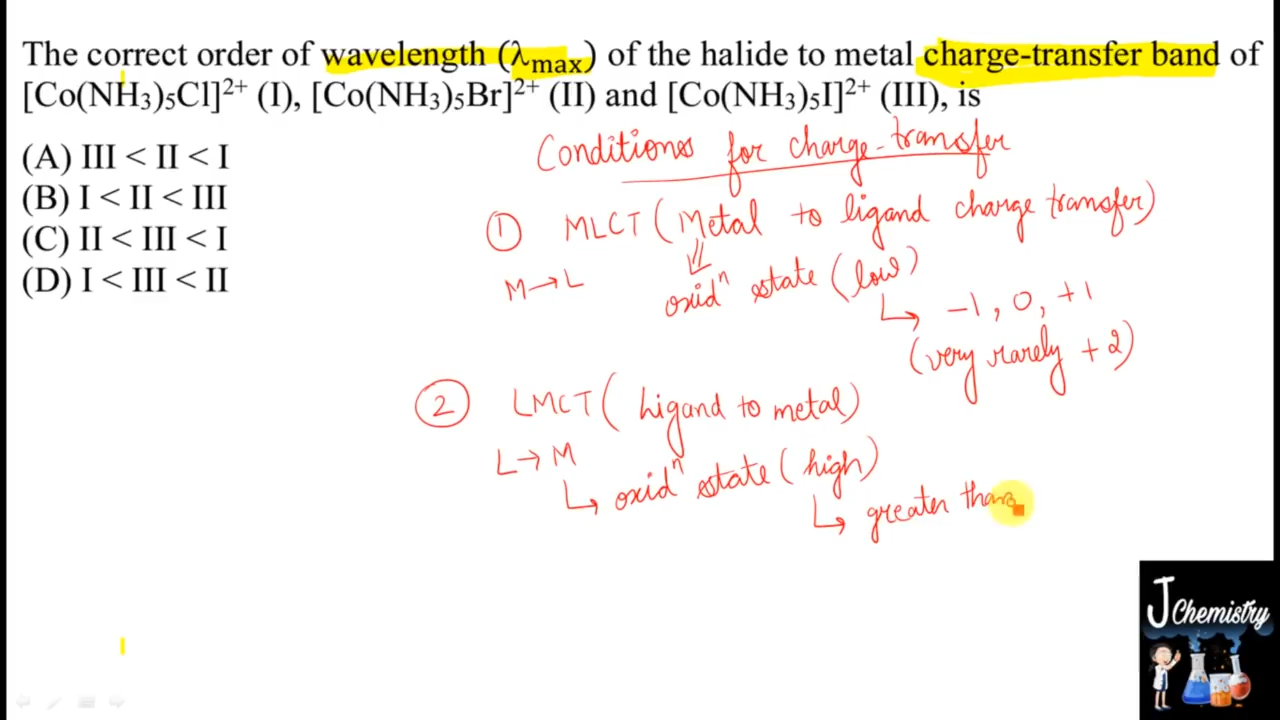 The correct order of wavelength (λmax) of the halide to metal charge-transfer band of
[Co(NH₃)₅Cl]²⁺ (I), [Co(NH₃)₅Br]²⁺ (II) and [Co(NH₃)₅I]²⁺ (III), is
(A) III < II < I
(B) I < II < III
(C) II < III < I
(D) I < III < II
Conditions for charge-transfer
① MLCT (Metal to ligand charge transfer)
M→L
oxidⁿ state (low)
-1, 0, +1
(very rarely +2)
② LMCT (Ligand to metal)
L→M
oxidⁿ state (high)
greater than
J Chemistry